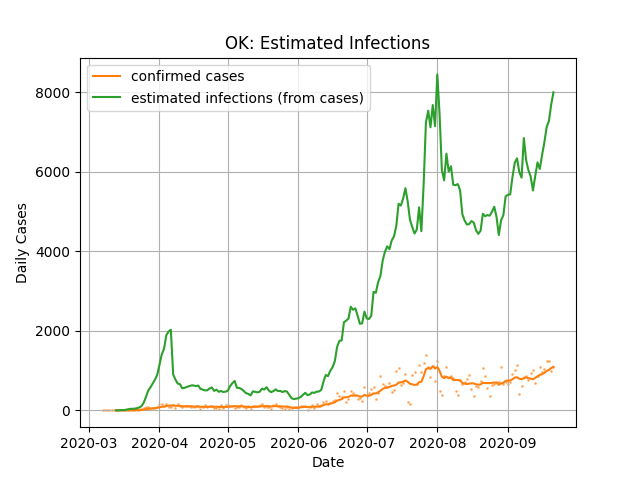 OK: Estimated Infections
confirmed cases
estimated infections (from cases)
8000
6000
4000
2000
0
Daily Cases
2020-03 2020-04 2020-05 2020-06 2020-07 2020-08 2020-09
Date